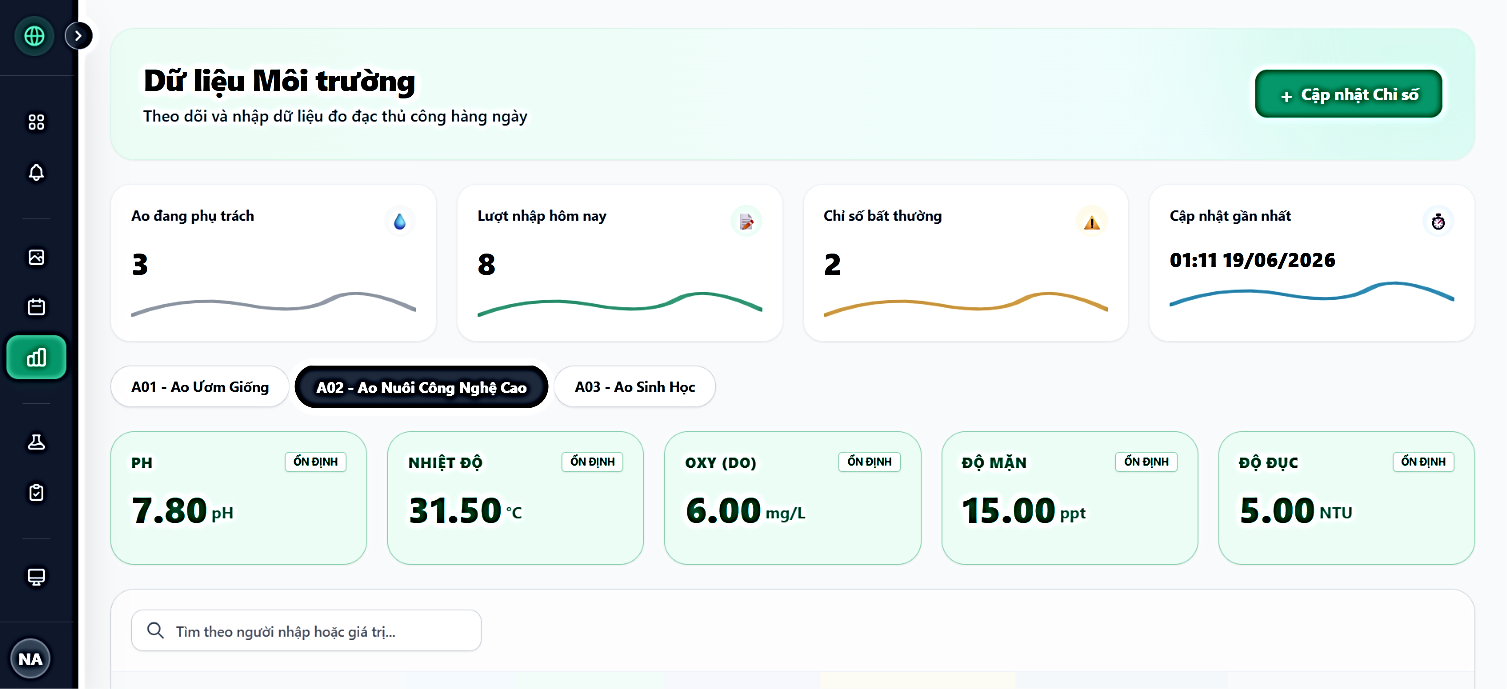 Dữ liệu Môi trường
Theo dõi và nhập dữ liệu đo đạc thủ công hàng ngày
+ Cập nhật Chỉ số
Ao đang phụ trách
3
Lượt nhập hôm nay
8
Chỉ số bất thường
2
Cập nhật gần nhất
01:11 19/06/2026
A01 - Ao Ươm Giống
A02 - Ao Nuôi Công Nghệ Cao
A03 - Ao Sinh Học
PH
ỔN ĐỊNH
7.80 pH
NHIỆT ĐỘ
ỔN ĐỊNH
31.50 °C
OXY (DO)
ỔN ĐỊNH
6.00 mg/L
ĐỘ MẶN
ỔN ĐỊNH
15.00 ppt
ĐỘ ĐỤC
ỔN ĐỊNH
5.00 NTU
Tìm theo người nhập hoặc giá trị...
NA